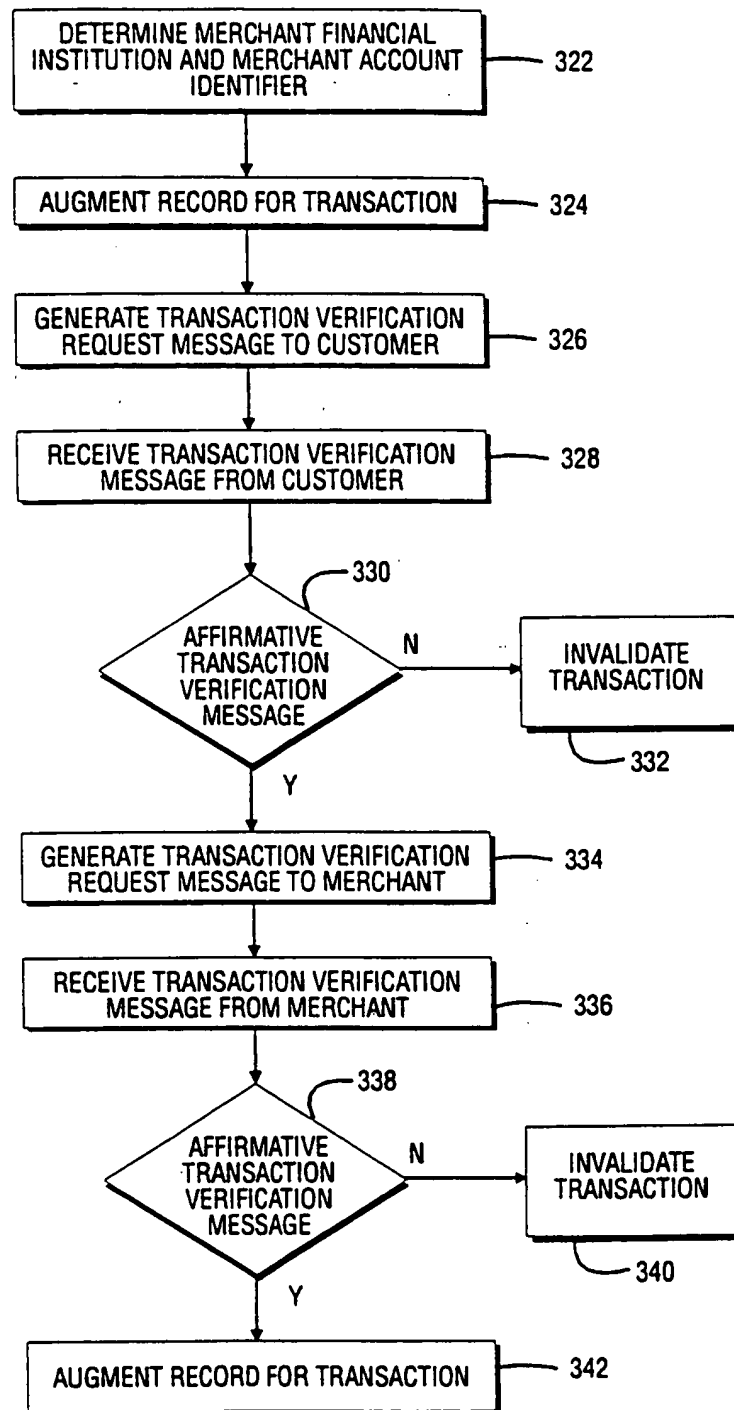 DETERMINE MERCHANT FINANCIAL
INSTITUTION AND MERCHANT ACCOUNT
IDENTIFIER
322
AUGMENT RECORD FOR TRANSACTION
324
GENERATE TRANSACTION VERIFICATION
REQUEST MESSAGE TO CUSTOMER
326
RECEIVE TRANSACTION VERIFICATION
MESSAGE FROM CUSTOMER
328
330
AFFIRMATIVE
TRANSACTION
VERIFICATION
MESSAGE
N
INVALIDATE
TRANSACTION
332
Y
GENERATE TRANSACTION VERIFICATION
REQUEST MESSAGE TO MERCHANT
334
RECEIVE TRANSACTION VERIFICATION
MESSAGE FROM MERCHANT
336
338
AFFIRMATIVE
TRANSACTION
VERIFICATION
MESSAGE
N
INVALIDATE
TRANSACTION
340
Y
AUGMENT RECORD FOR TRANSACTION
342